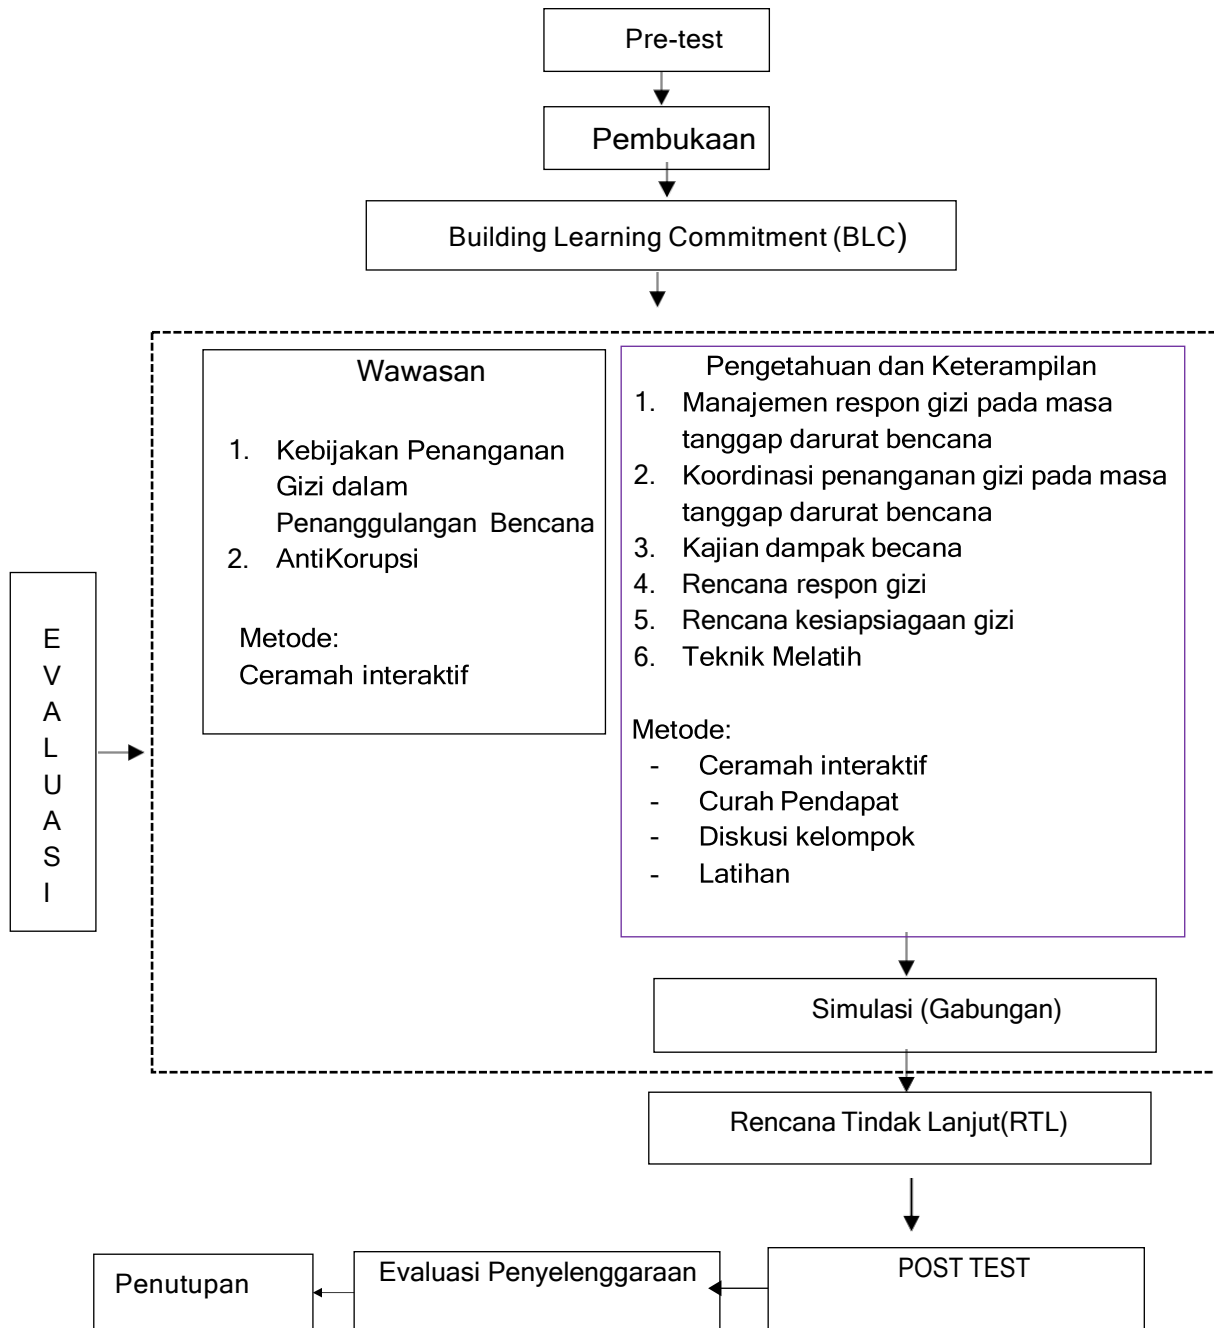 Pre-test
Pembukaan
Building Learning Commitment (BLC)
E
V
A
L
U
A
S
I
Wawasan
1. Kebijakan Penanganan
Gizi dalam
Penanggulangan Bencana
2. AntiKorupsi
Metode:
Ceramah interaktif
Pengetahuan dan Keterampilan
1. Manajemen respon gizi pada masa
tanggap darurat bencana
2. Koordinasi penanganan gizi pada masa
tanggap darurat bencana
3. Kajian dampak becana
4. Rencana respon gizi
5. Rencana kesiapsiagaan gizi
6. Teknik Melatih
Metode:
- Ceramah interaktif
- Curah Pendapat
- Diskusi kelompok
- Latihan
Simulasi (Gabungan)
Rencana Tindak Lanjut(RTL)
POST TEST
Evaluasi Penyelenggaraan
Penutupan